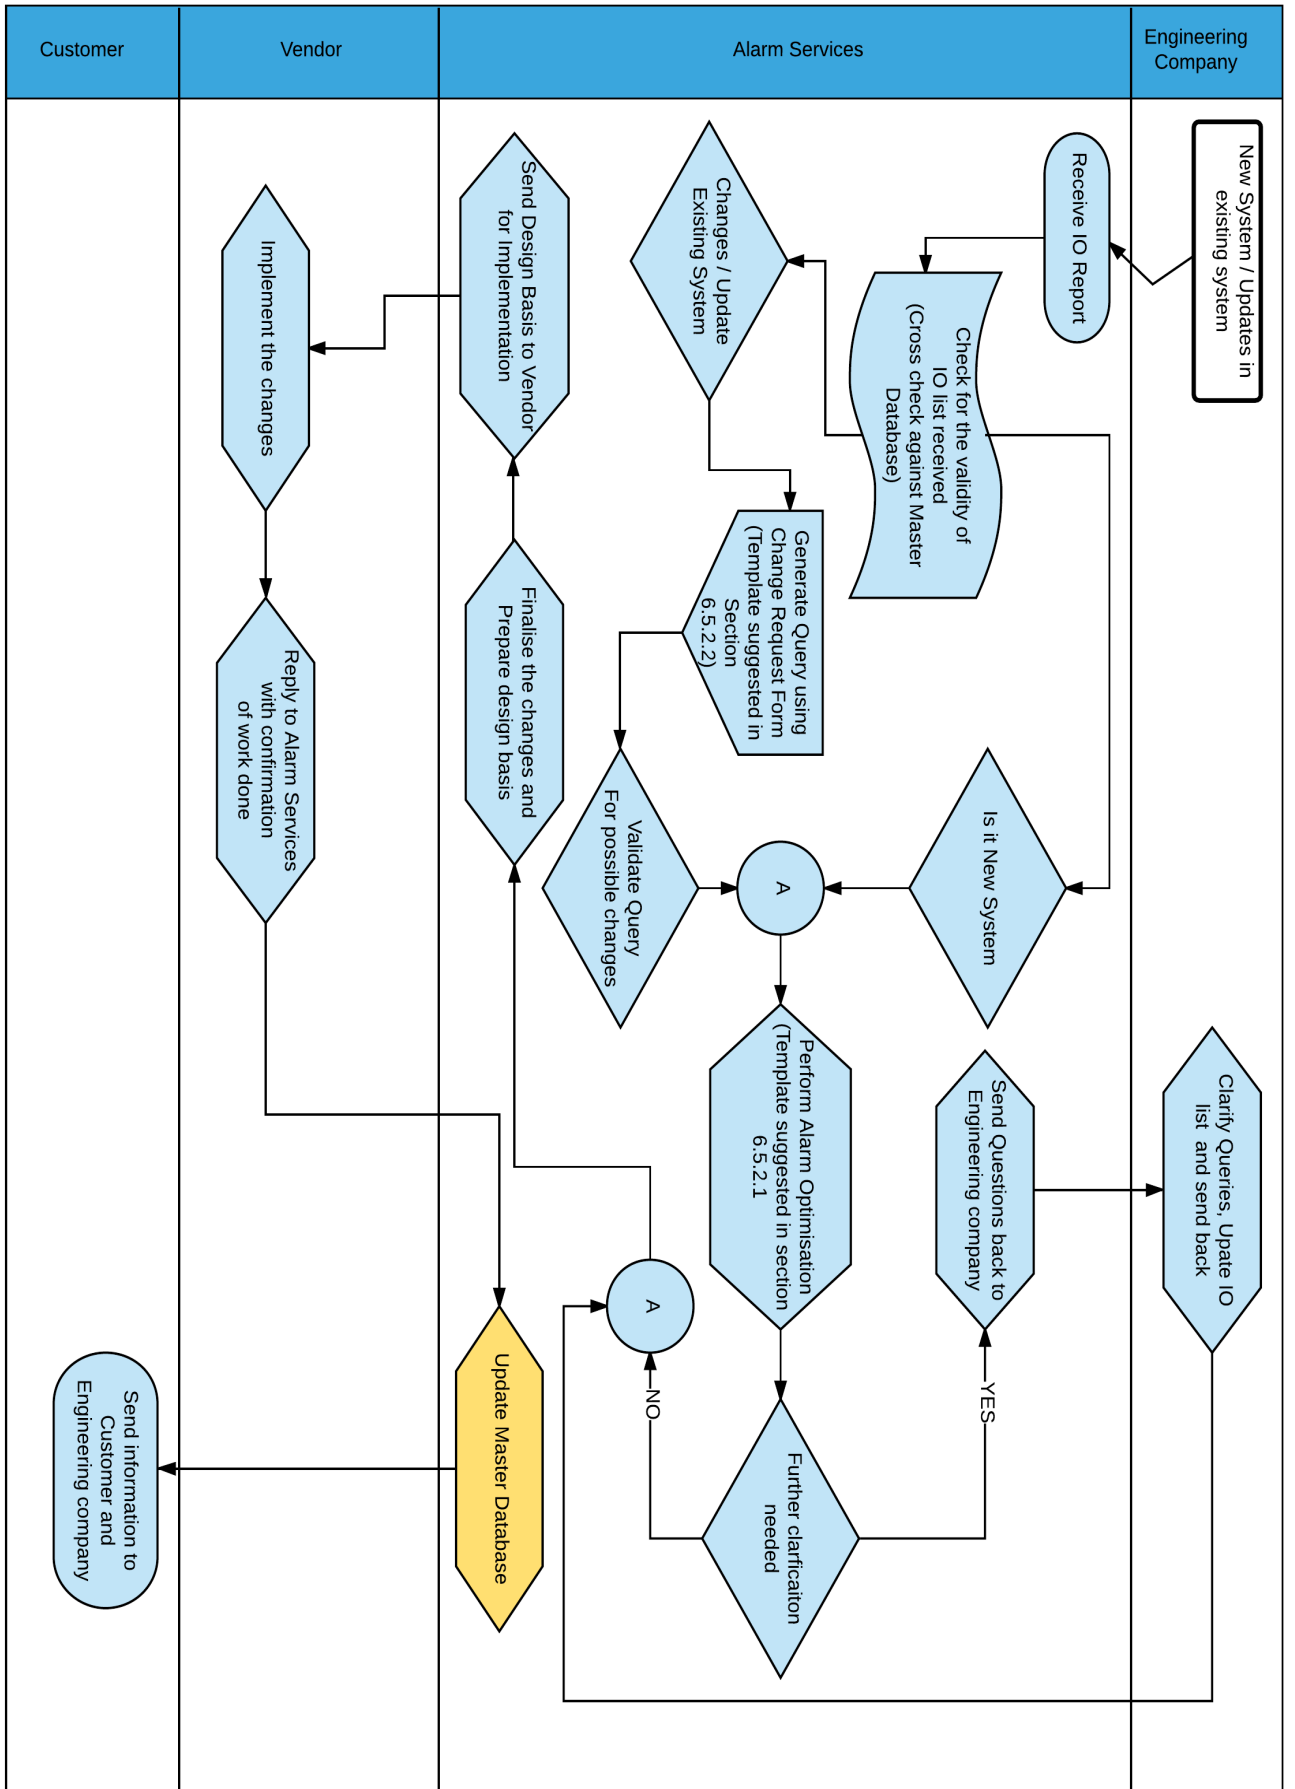 Customer
Vendor
Alarm Services
Engineering
Company
New System / Updates in
existing system
Receive IO Report
Check for the validity of
IO list received
(Cross check against Master
Database)
Changes / Update
Existing System
Generate Query using
Change Request Form
(Template suggested in
Section
6.5.2.2)
Validate Query
For possible changes
Is it New System
A
Perform Alarm Optimisation
(Template suggested in section
6.5.2.1
Further clarficaiton
needed
YES
NO
Send Questions back to
Engineering company
Clarify Queries, Upate IO
list and send back
A
Finalise the changes and
Prepare design basis
Send Design Basis to Vendor
for Implementation
Implement the changes
Reply to Alarm Services
with confirmation
of work done
Update Master Database
Send information to
Customer and
Engineering company